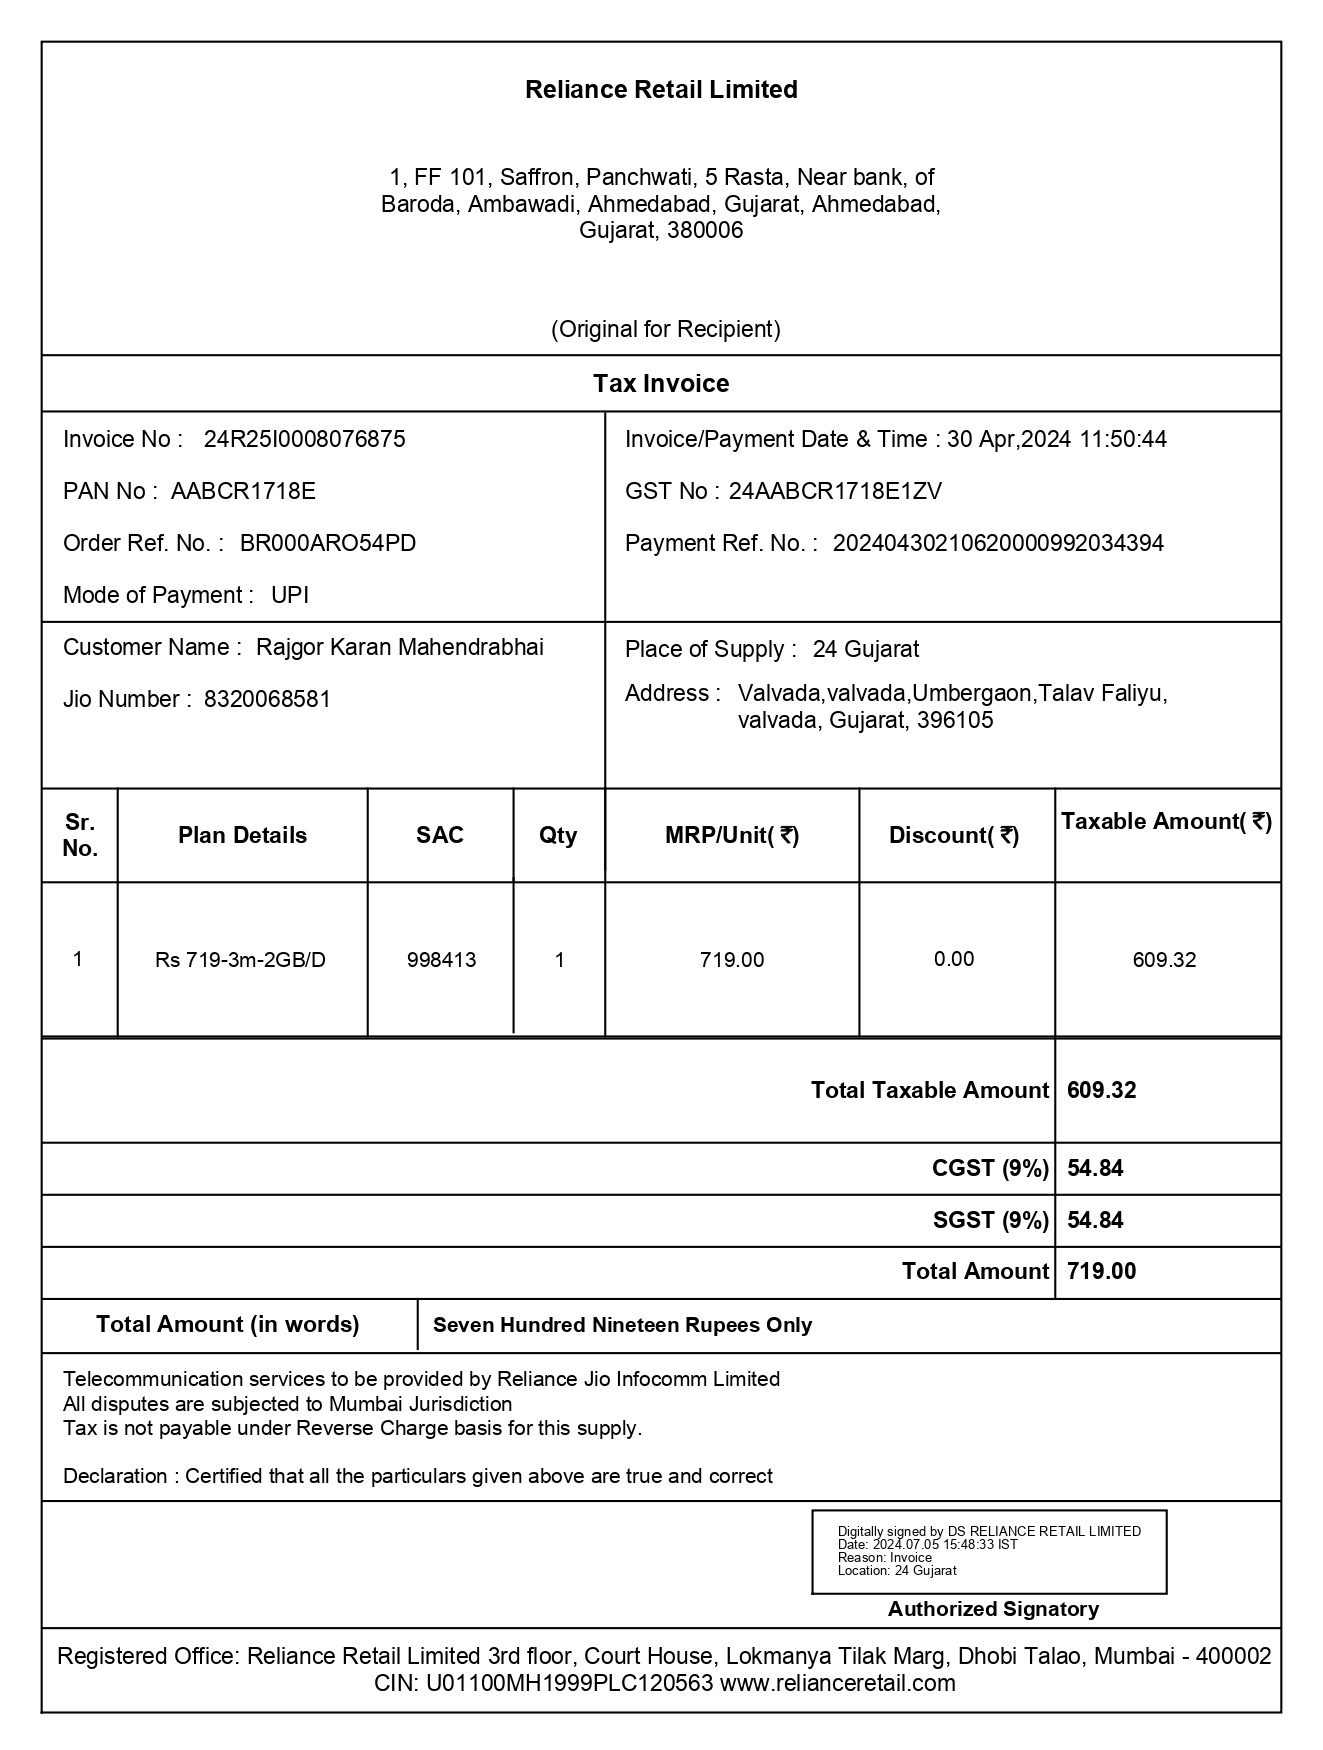 Reliance Retail Limited
1, FF 101, Saffron, Panchwati, 5 Rasta, Near bank, of
Baroda, Ambawadi, Ahmedabad, Gujarat, Ahmedabad,
Gujarat, 380006
(Original for Recipient)
Tax Invoice
Invoice No : 24R25I0008076875
Invoice/Payment Date & Time : 30 Apr,2024 11:50:44
PAN No : AABCR1718E
GST No : 24AABCR1718E1ZV
Order Ref. No. : BR000ARO54PD
Payment Ref. No. : 20240430210620000992034394
Mode of Payment : UPI
Customer Name : Rajgor Karan Mahendrabhai
Place of Supply : 24 Gujarat
Jio Number : 8320068581
Address : Valvada,valvada,Umbergaon,Talav Faliyu,
valvada, Gujarat, 396105
Sr. No. Plan Details SAC Qty MRP/Unit( ₹) Discount( ₹) Taxable Amount( ₹)
1 Rs 719-3m-2GB/D 998413 1 719.00 0.00 609.32
Total Taxable Amount 609.32
CGST (9%) 54.84
SGST (9%) 54.84
Total Amount 719.00
Total Amount (in words) Seven Hundred Nineteen Rupees Only
Telecommunication services to be provided by Reliance Jio Infocomm Limited
All disputes are subjected to Mumbai Jurisdiction
Tax is not payable under Reverse Charge basis for this supply.
Declaration : Certified that all the particulars given above are true and correct
Digitally signed by DS RELIANCE RETAIL LIMITED
Date: 2024.07.05 15:48:33 IST
Reason: Invoice
Location: 24 Gujarat
Authorized Signatory
Registered Office: Reliance Retail Limited 3rd floor, Court House, Lokmanya Tilak Marg, Dhobi Talao, Mumbai - 400002
CIN: U01100MH1999PLC120563 www.relianceretail.com